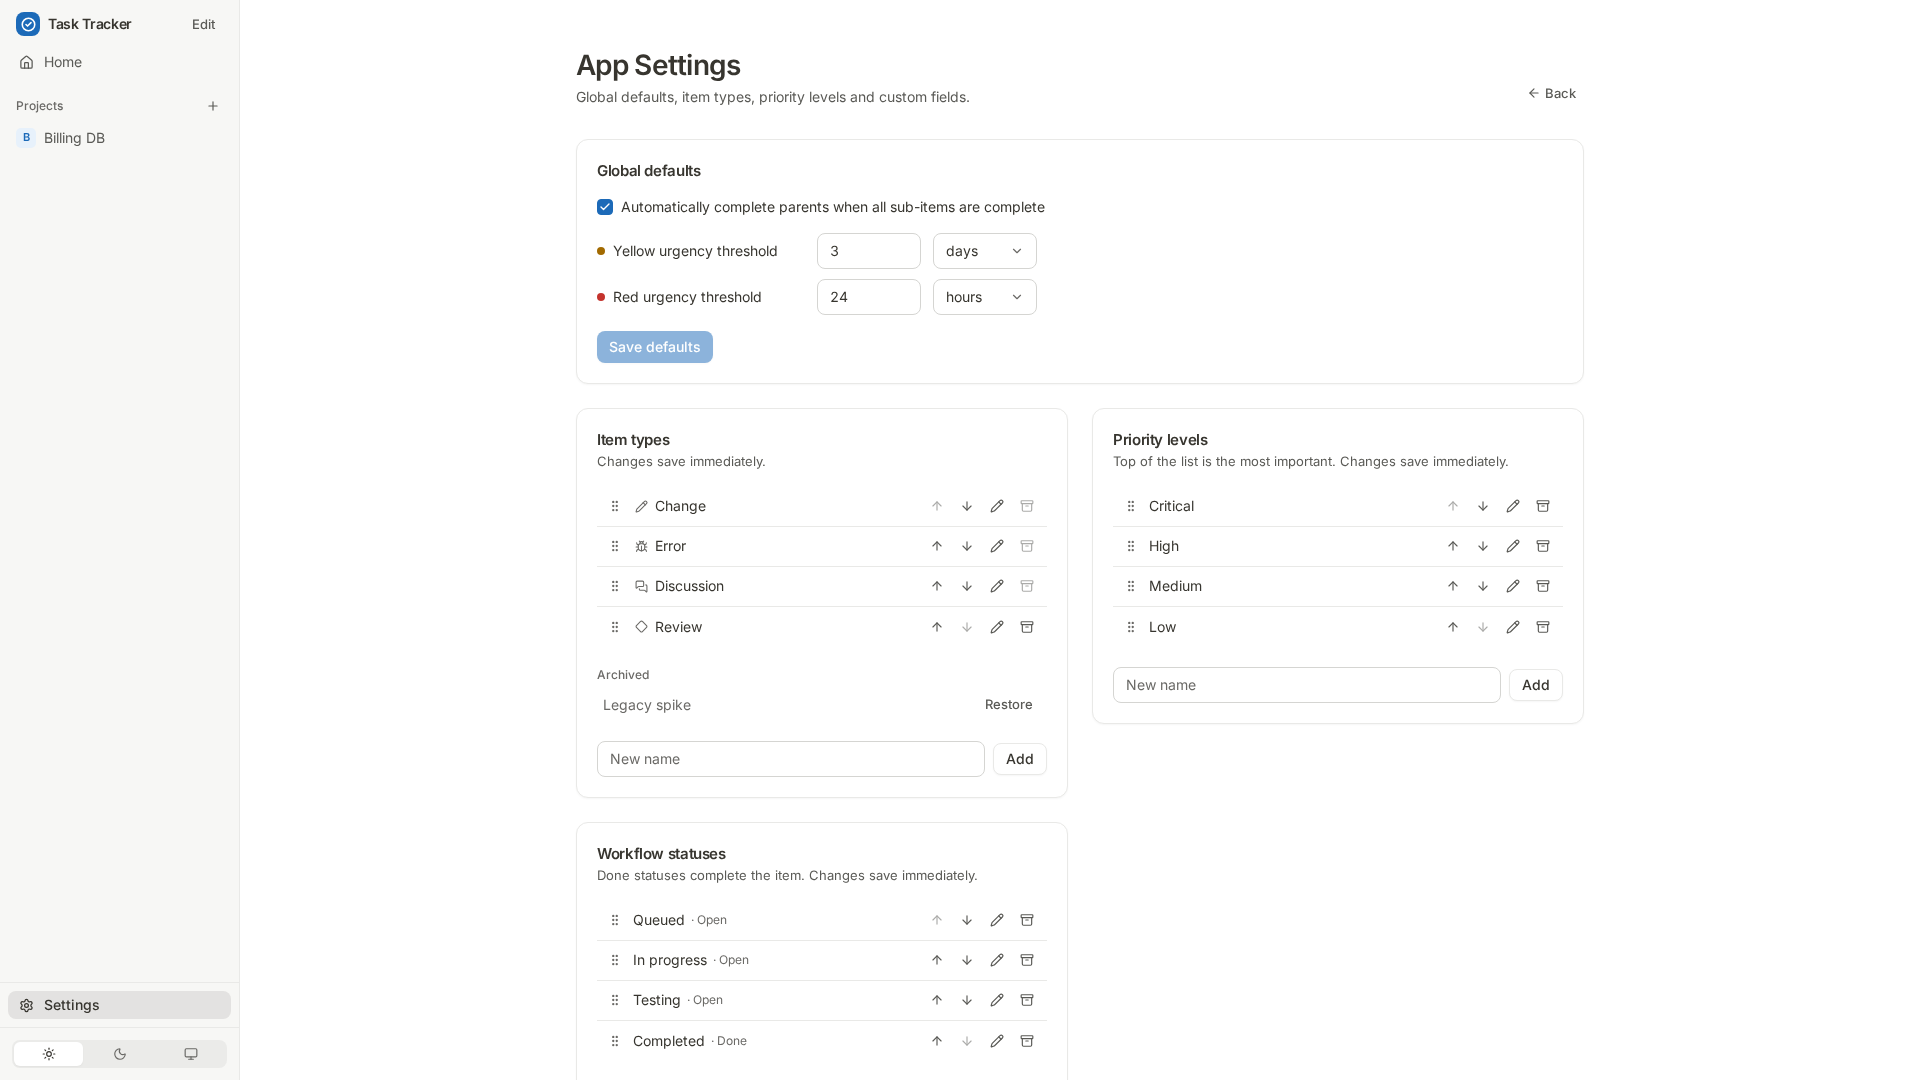 Task Tracker
Edit
Home
Projects
B
Billing DB
Settings
App Settings
Global defaults, item types, priority levels and custom fields.
Back
Global defaults
Automatically complete parents when all sub-items are complete
Yellow urgency threshold
3
days
Red urgency threshold
24
hours
Save defaults
Item types
Changes save immediately.
Change
Error
Discussion
Review
Archived
Legacy spike
Restore
New name
Add
Priority levels
Top of the list is the most important. Changes save immediately.
Critical
High
Medium
Low
New name
Add
Workflow statuses
Done statuses complete the item. Changes save immediately.
Queued · Open
In progress · Open
Testing · Open
Completed · Done